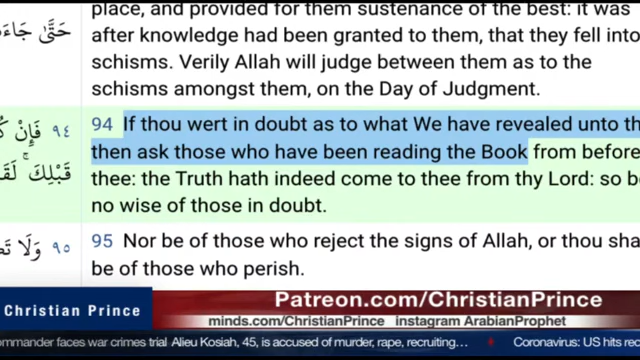 place, and provided for them sustenance of the best: it was
after knowledge had been granted to them, that they fell into
schisms. Verily Allah will judge between them as to the
schisms amongst them, on the Day of Judgment.
حَتَّىٰ
94 If thou wert in doubt as to what We have revealed unto
then ask those who have been reading the Book from before
thee: the Truth hath indeed come to thee from thy Lord: so
no wise of those in doubt.
٩٤ فَإِن
قَبْلِكَ ۚ
95 Nor be of those who reject the signs of Allah, or thou
be of those who perish.
٩٥ وَلَا
Christian Prince
Patreon.com/ChristianPrince
minds.com/ChristianPrince instagram ArabianProphet
faces war crimes trial Alieu Kosiah, 45, is accused of murder, rape, recruiting... Coronavirus: US hits